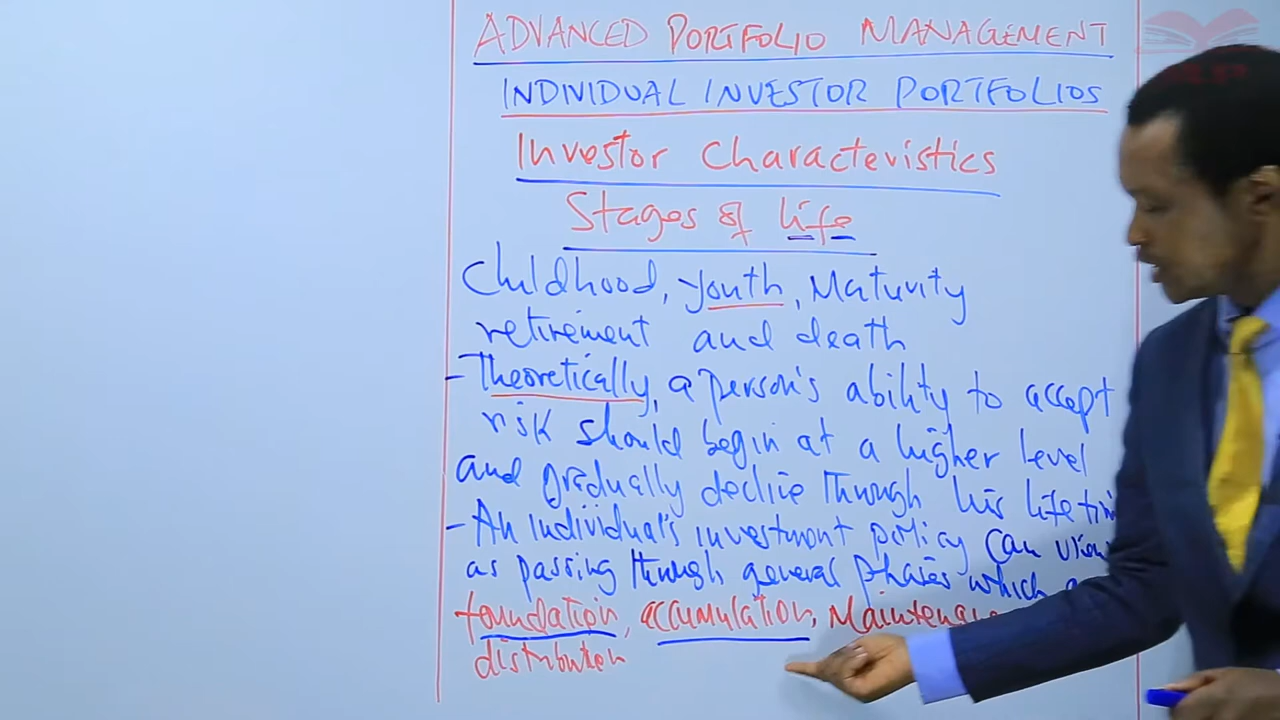 ADVANCED PORTFOLIO MANAGEMENT
INDIVIDUAL INVESTOR PORTFOLIOS
Investor Characteristics
Stages of life
Childhood, youth, Maturity
retirement and death
- Theoretically, a person's ability to accept
risk should begin at a higher level
and gradually decline through his
- An individual's investment policy can
as passing through general phases which
foundation, accumulation,
distribution